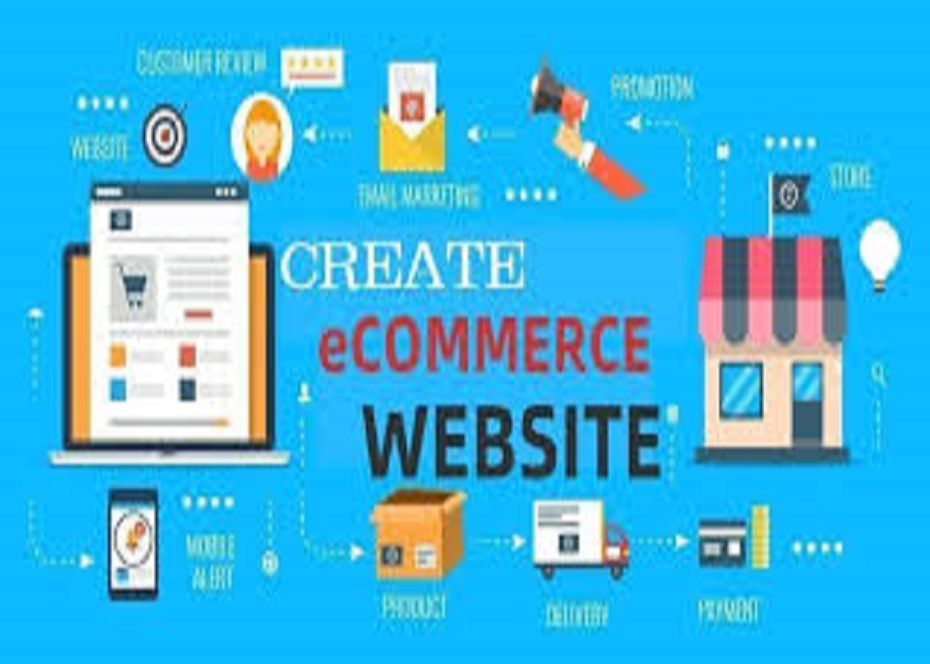 CUSTOMER REVIEW
PROMOTION
WEBSITE
EMAIL MARKETING
STORE
CREATE
eCOMMERCE
WEBSITE
MOBILE
ALERT
PRODUCT
DELIVERY
PAYMENT